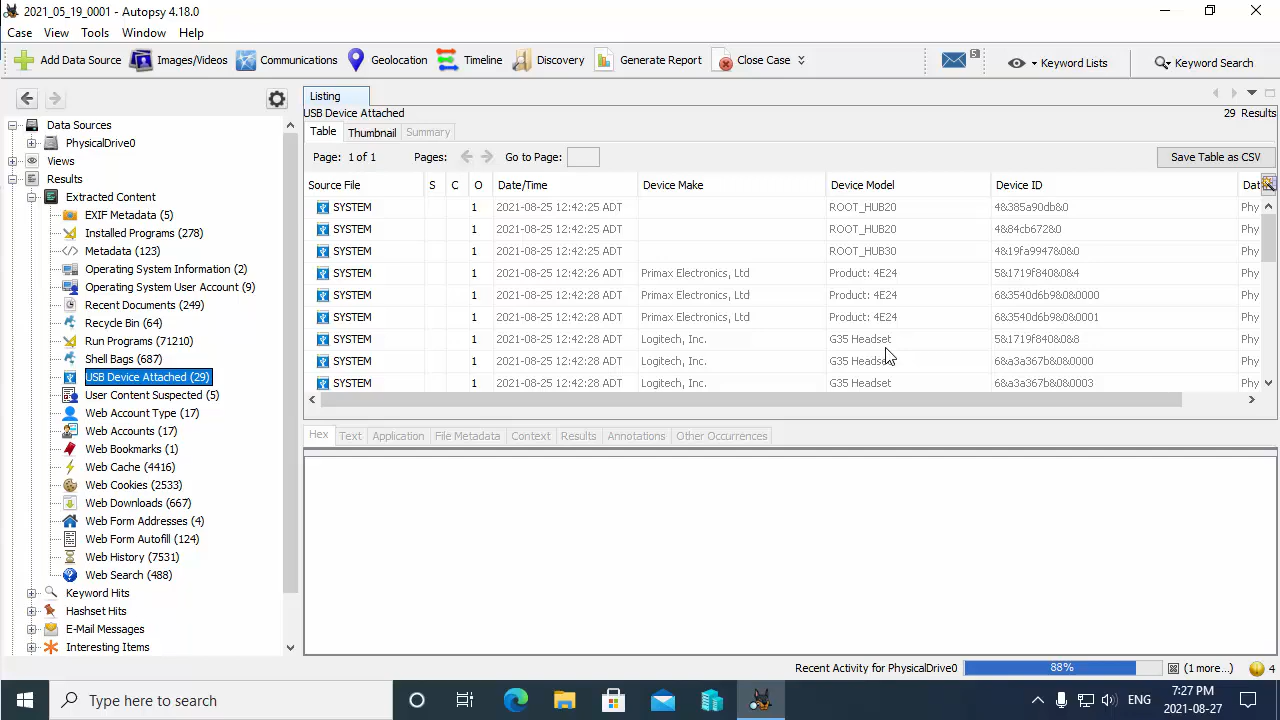 2021_05_19_0001 - Autopsy 4.18.0
Case View Tools Window Help
Add Data Source Images/Videos Communications Geolocation Timeline Discovery Generate Report Close Case 5 Keyword Lists Keyword Search
Listing
USB Device Attached 29 Results
Table Thumbnail Summary
Page: 1 of 1 Pages: Go to Page: Save Table as CSV
Source File S C O Date/Time Device Make Device Model Device ID Dat
SYSTEM 1 2021-08-25 12:42:25 ADT ROOT_HUB20 4&385a90db&0 Phy
SYSTEM 1 2021-08-25 12:42:25 ADT ROOT_HUB20 4&84cb672&0 Phy
SYSTEM 1 2021-08-25 12:42:25 ADT ROOT_HUB30 4&19fa9947&0&0 Phy
SYSTEM 1 2021-08-25 12:42:26 ADT Primax Electronics, Ltd Product: 4E24 5&1719f840&0&4 Phy
SYSTEM 1 2021-08-25 12:42:28 ADT Primax Electronics, Ltd Product: 4E24 6&3540d6b9&0&0000 Phy
SYSTEM 1 2021-08-25 12:42:28 ADT Primax Electronics, Ltd Product: 4E24 6&3540d6b9&0&0001 Phy
SYSTEM 1 2021-08-25 12:42:28 ADT Logitech, Inc. G35 Headset 5&1719f840&0&8 Phy
SYSTEM 1 2021-08-25 12:42:28 ADT Logitech, Inc. G35 Headset 6&a3a367b&0&0000 Phy
SYSTEM 1 2021-08-25 12:42:28 ADT Logitech, Inc. G35 Headset 6&a3a367b&0&0003 Phy
Data Sources
PhysicalDrive0
Views
Results
Extracted Content
EXIF Metadata (5)
Installed Programs (278)
Metadata (123)
Operating System Information (2)
Operating System User Account (9)
Recent Documents (249)
Recycle Bin (64)
Run Programs (71210)
Shell Bags (687)
USB Device Attached (29)
User Content Suspected (5)
Web Account Type (17)
Web Accounts (17)
Web Bookmarks (1)
Web Cache (4416)
Web Cookies (2533)
Web Downloads (667)
Web Form Addresses (4)
Web Form Autofill (124)
Web History (7531)
Web Search (488)
Keyword Hits
Hashset Hits
E-Mail Messages
Interesting Items
Hex Text Application File Metadata Context Results Annotations Other Occurrences
Recent Activity for PhysicalDrive0 88% (1 more...) 4
Type here to search
ENG
7:27 PM
2021-08-27